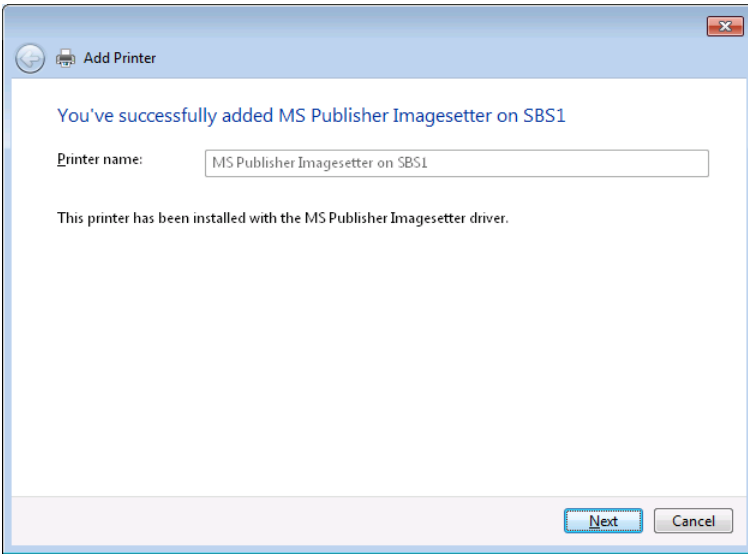 Add Printer
You've successfully added MS Publisher Imagesetter on SBS1
Printer name: MS Publisher Imagesetter on SBS1
This printer has been installed with the MS Publisher Imagesetter driver.
Next Cancel